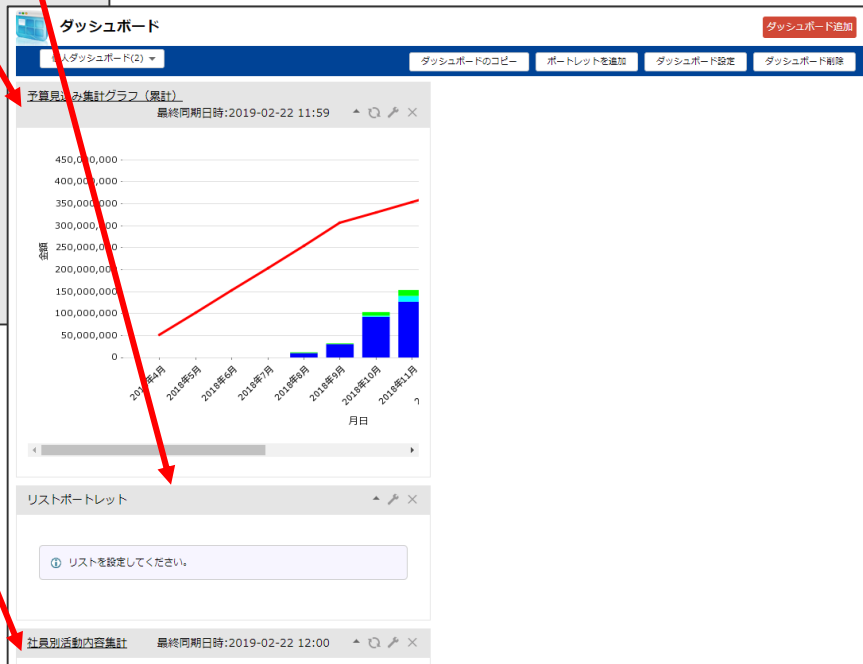 ダッシュボード
ダッシュボード追加
人ダッシュボード(2)
ダッシュボードのコピー
ポートレットを追加
ダッシュボード設定
ダッシュボード削除
予算見込み集計グラフ（累計）
最終同期日時:2019-02-22 11:59
450,000,000
400,000,000
350,000,000
300,000,000
250,000,000
200,000,000
150,000,000
100,000,000
50,000,000
0
金額
2018年4月
2018年5月
2018年6月
2018年7月
2018年8月
2018年9月
2018年10月
2018年11月
2
月日
リストポートレット
リストを設定してください。
社員別活動内容集計
最終同期日時:2019-02-22 12:00